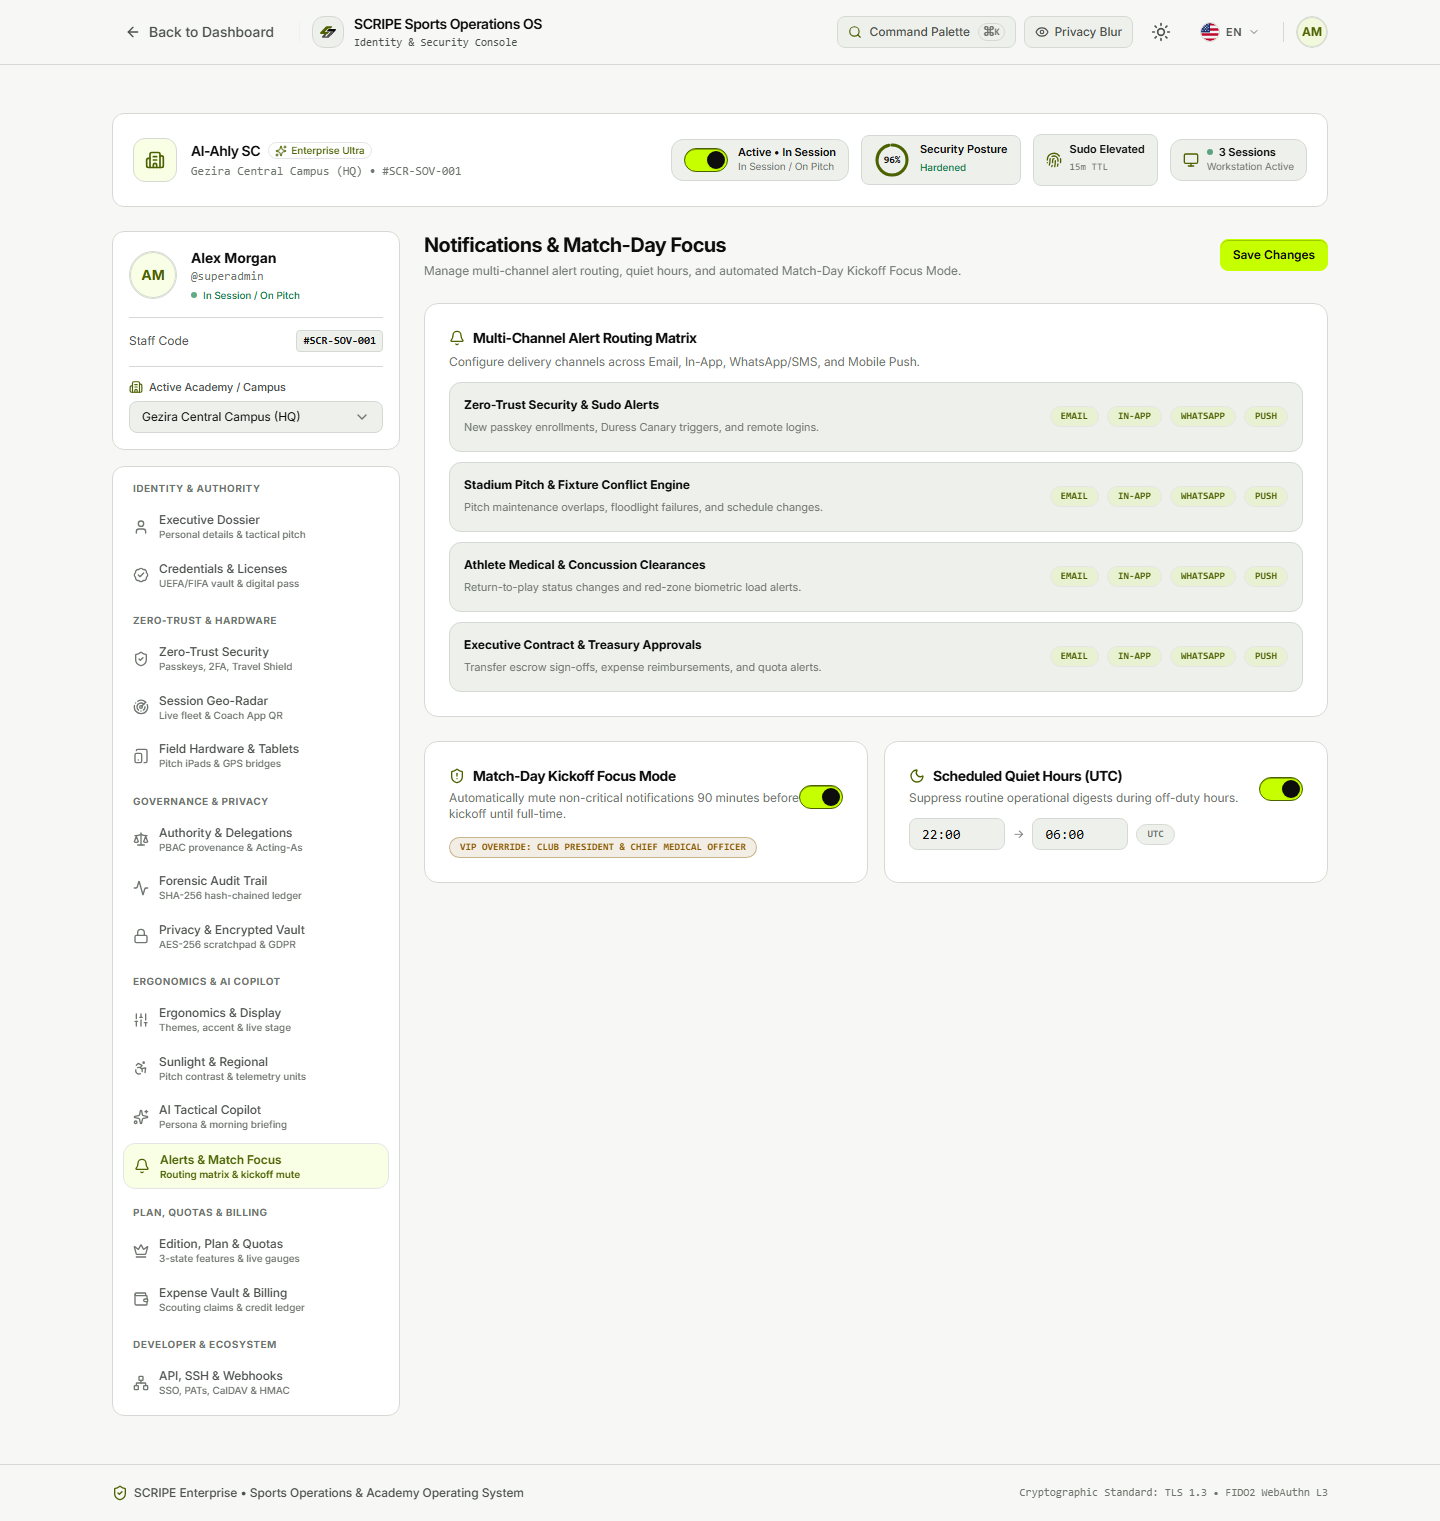 Back to Dashboard
SCRIPE Sports Operations OS
Identity & Security Console
Command Palette ⌘K
Privacy Blur
EN
AM
Al-Ahly SC
Enterprise Ultra
Gezira Central Campus (HQ) • #SCR-SOV-001
Active • In Session
In Session / On Pitch
96%
Security Posture
Hardened
Sudo Elevated
15m TTL
3 Sessions
Workstation Active
AM
Alex Morgan
@superadmin
In Session / On Pitch
Staff Code
#SCR-SOV-001
Active Academy / Campus
Gezira Central Campus (HQ)
IDENTITY & AUTHORITY
Executive Dossier
Personal details & tactical pitch
Credentials & Licenses
UEFA/FIFA vault & digital pass
ZERO-TRUST & HARDWARE
Zero-Trust Security
Passkeys, 2FA, Travel Shield
Session Geo-Radar
Live fleet & Coach App QR
Field Hardware & Tablets
Pitch iPads & GPS bridges
GOVERNANCE & PRIVACY
Authority & Delegations
PBAC provenance & Acting-As
Forensic Audit Trail
SHA-256 hash-chained ledger
Privacy & Encrypted Vault
AES-256 scratchpad & GDPR
ERGONOMICS & AI COPILOT
Ergonomics & Display
Themes, accent & live stage
Sunlight & Regional
Pitch contrast & telemetry units
AI Tactical Copilot
Persona & morning briefing
Alerts & Match Focus
Routing matrix & kickoff mute
PLAN, QUOTAS & BILLING
Edition, Plan & Quotas
3-state features & live gauges
Expense Vault & Billing
Scouting claims & credit ledger
DEVELOPER & ECOSYSTEM
API, SSH & Webhooks
SSO, PATs, CalDAV & HMAC
Notifications & Match-Day Focus
Manage multi-channel alert routing, quiet hours, and automated Match-Day Kickoff Focus Mode.
Save Changes
Multi-Channel Alert Routing Matrix
Configure delivery channels across Email, In-App, WhatsApp/SMS, and Mobile Push.
Zero-Trust Security & Sudo Alerts
New passkey enrollments, Duress Canary triggers, and remote logins.
EMAIL IN-APP WHATSAPP PUSH
Stadium Pitch & Fixture Conflict Engine
Pitch maintenance overlaps, floodlight failures, and schedule changes.
EMAIL IN-APP WHATSAPP PUSH
Athlete Medical & Concussion Clearances
Return-to-play status changes and red-zone biometric load alerts.
EMAIL IN-APP WHATSAPP PUSH
Executive Contract & Treasury Approvals
Transfer escrow sign-offs, expense reimbursements, and quota alerts.
EMAIL IN-APP WHATSAPP PUSH
Match-Day Kickoff Focus Mode
Automatically mute non-critical notifications 90 minutes before
kickoff until full-time.
VIP OVERRIDE: CLUB PRESIDENT & CHIEF MEDICAL OFFICER
Scheduled Quiet Hours (UTC)
Suppress routine operational digests during off-duty hours.
22:00 → 06:00 UTC
SCRIPE Enterprise • Sports Operations & Academy Operating System
Cryptographic Standard: TLS 1.3 • FIDO2 WebAuthn L3